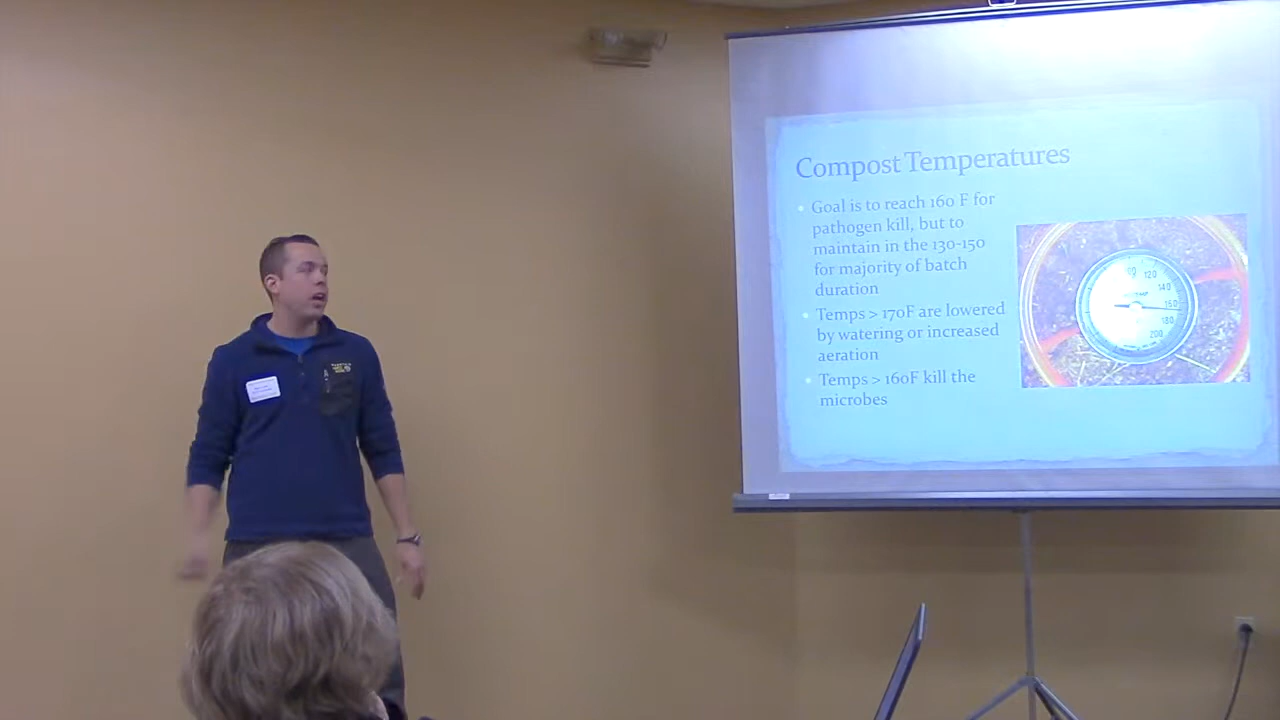 Compost Temperatures
Goal is to reach 160 F for
pathogen kill, but to
maintain in the 130-150
for majority of batch
duration
Temps > 170F are lowered
by watering or increased
aeration
Temps > 160F kill the
microbes
120
140
160
180
200